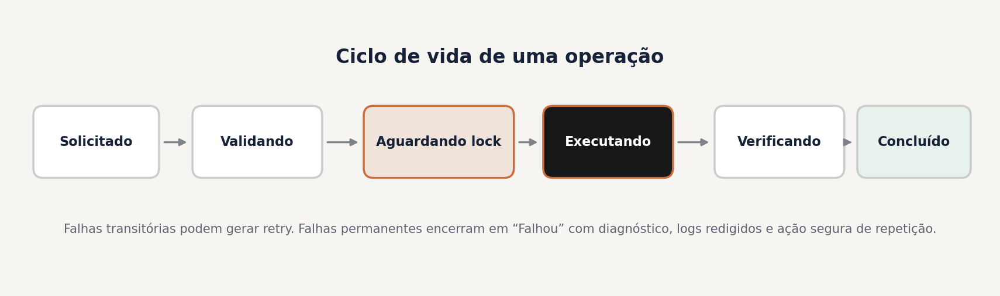 Ciclo de vida de uma operação
Solicitado
Validando
Aguardando lock
Executando
Verificando
Concluído
Falhas transitórias podem gerar retry. Falhas permanentes encerram em “Falhou” com diagnóstico, logs redigidos e ação segura de repetição.